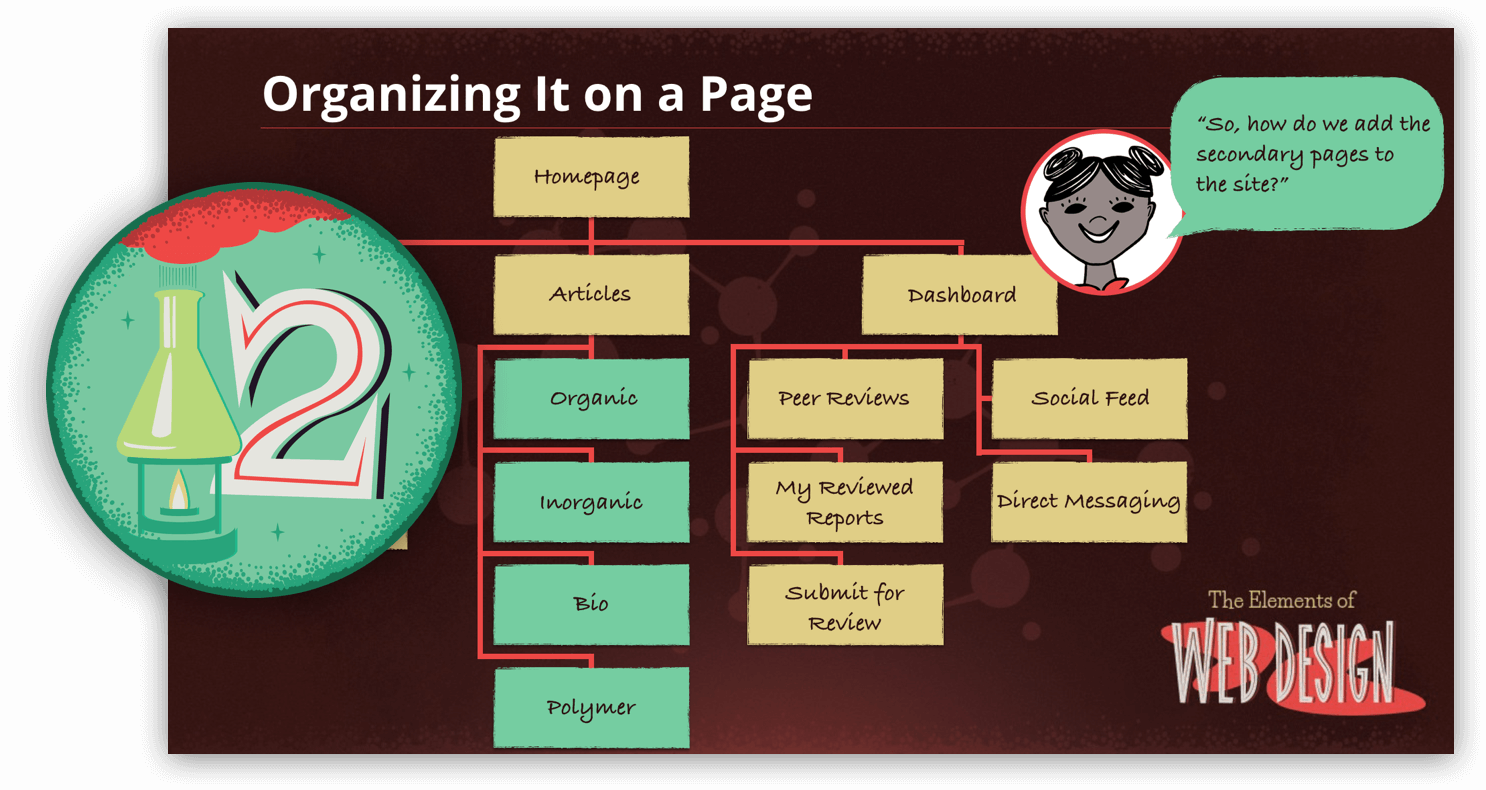 Organizing It on a Page
“So, how do we add the
secondary pages to
the site?”
Homepage
Articles
Dashboard
2
Organic
Peer Reviews
Social Feed
Inorganic
My Reviewed
Reports
Direct Messaging
Bio
Submit for
Review
Polymer
The Elements of
WEB DESIGN